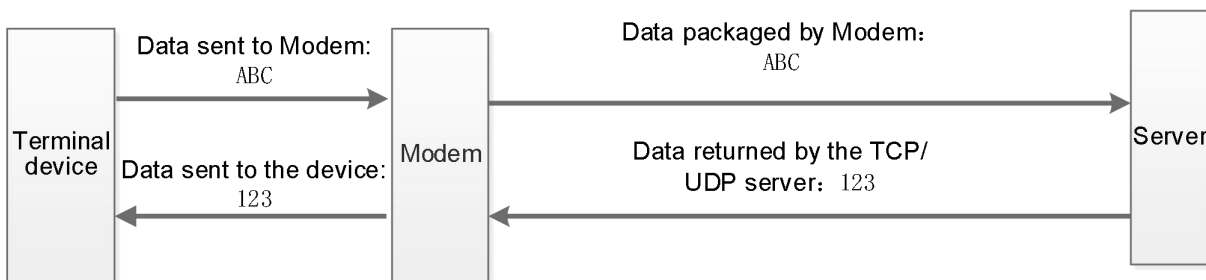 Data sent to Modem:
ABC
Data packaged by Modem：
ABC
Terminal
device
Modem
Server
Data sent to the device:
123
Data returned by the TCP/
UDP server：123